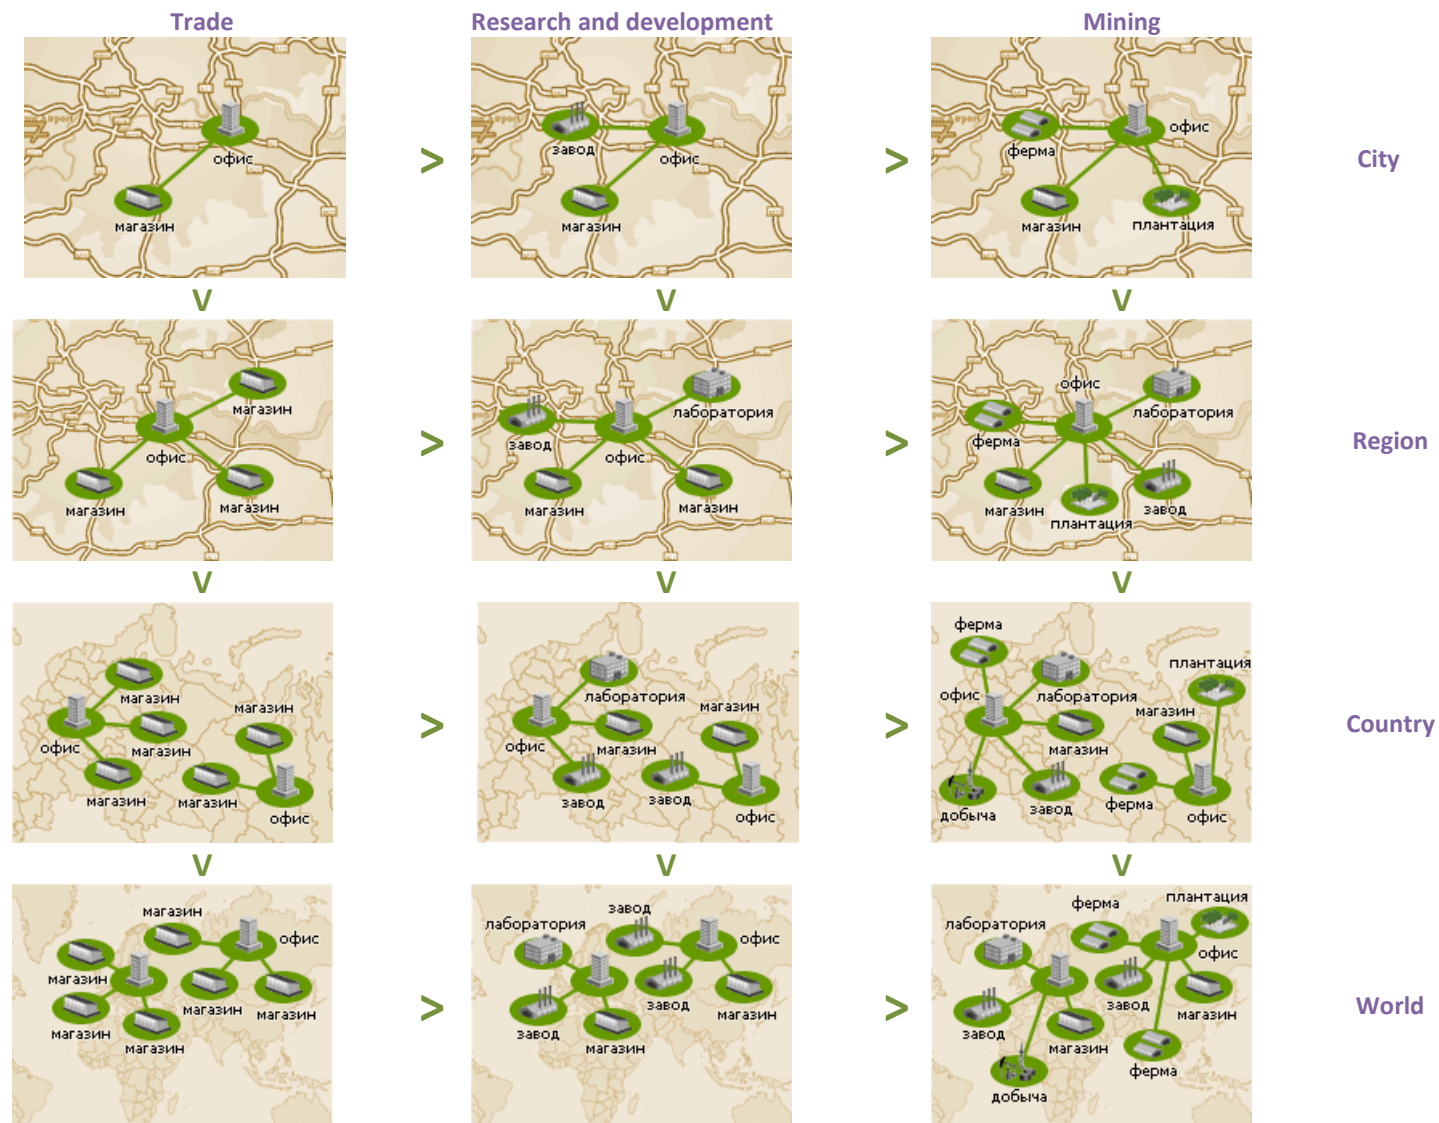 Trade
Research and development
Mining
офис
магазин
>
завод
офис
магазин
>
ферма
офис
магазин
плантация
City
V
V
V
магазин
офис
магазин
магазин
>
лаборатория
завод
офис
магазин
магазин
>
офис
лаборатория
ферма
магазин
плантация
завод
Region
V
V
V
магазин
магазин
офис
магазин
магазин
магазин
офис
>
лаборатория
магазин
офис
магазин
завод
завод
офис
>
ферма
плантация
офис
лаборатория
магазин
магазин
добыча
завод
ферма
офис
Country
V
V
V
магазин
офис
магазин
магазин
магазин
магазин
магазин
>
завод
лаборатория
офис
завод
завод
магазин
магазин
>
плантация
ферма
лаборатория
офис
завод
завод
магазин
магазин
ферма
добыча
World